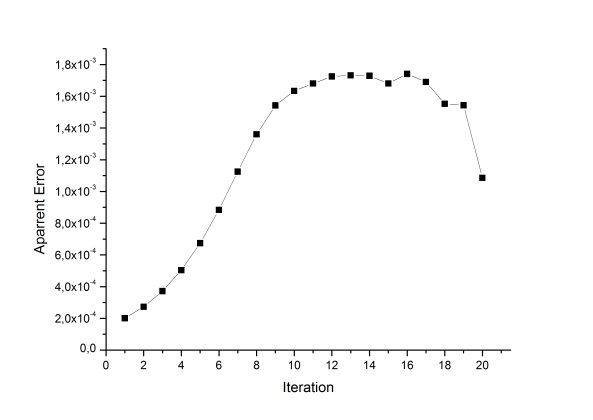 1,8x10⁻³
1,6x10⁻³
1,4x10⁻³
1,2x10⁻³
1,0x10⁻³
8,0x10⁻⁴
6,0x10⁻⁴
4,0x10⁻⁴
2,0x10⁻⁴
0,0
Aparrent Error
0 2 4 6 8 10 12 14 16 18 20
Iteration